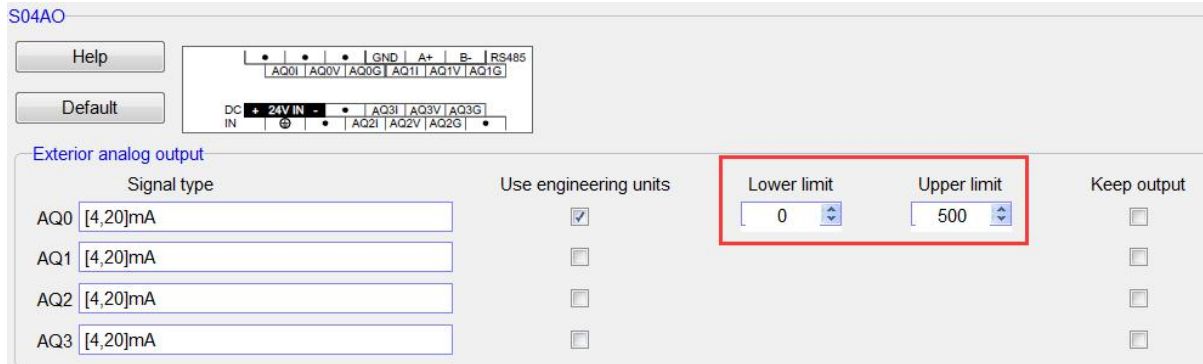 S04AO
Help
Default
• • • GND A+ B- RS485
AQ0I AQ0V AQ0G AQ1I AQ1V AQ1G
DC + 24V IN - • AQ3I AQ3V AQ3G
IN • AQ2I AQ2V AQ2G •
Exterior analog output
Signal type Use engineering units Lower limit Upper limit Keep output
AQ0 [4,20]mA 0 500
AQ1 [4,20]mA
AQ2 [4,20]mA
AQ3 [4,20]mA